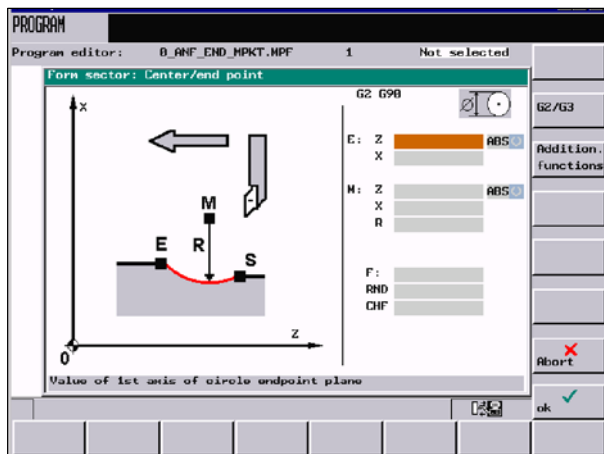 PROGRAM
Program editor: 0_ANF_END_MPKT.MPF 1 Not selected
Form sector: Center/end point
G2 G90
G2/G3
Addition.
functions
X
E: Z ABS
X
M: Z ABS
X
R
M
E R S
F:
RND
CHF
Z
0
Abort
Value of 1st axis of circle endpoint plane
ok